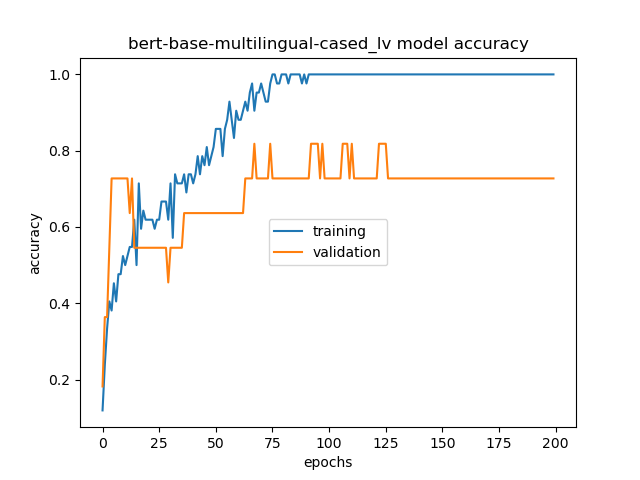 bert-base-multilingual-cased_lv model accuracy
1.0
0.8
0.6
0.4
0.2
accuracy
training
validation
0 25 50 75 100 125 150 175 200
epochs